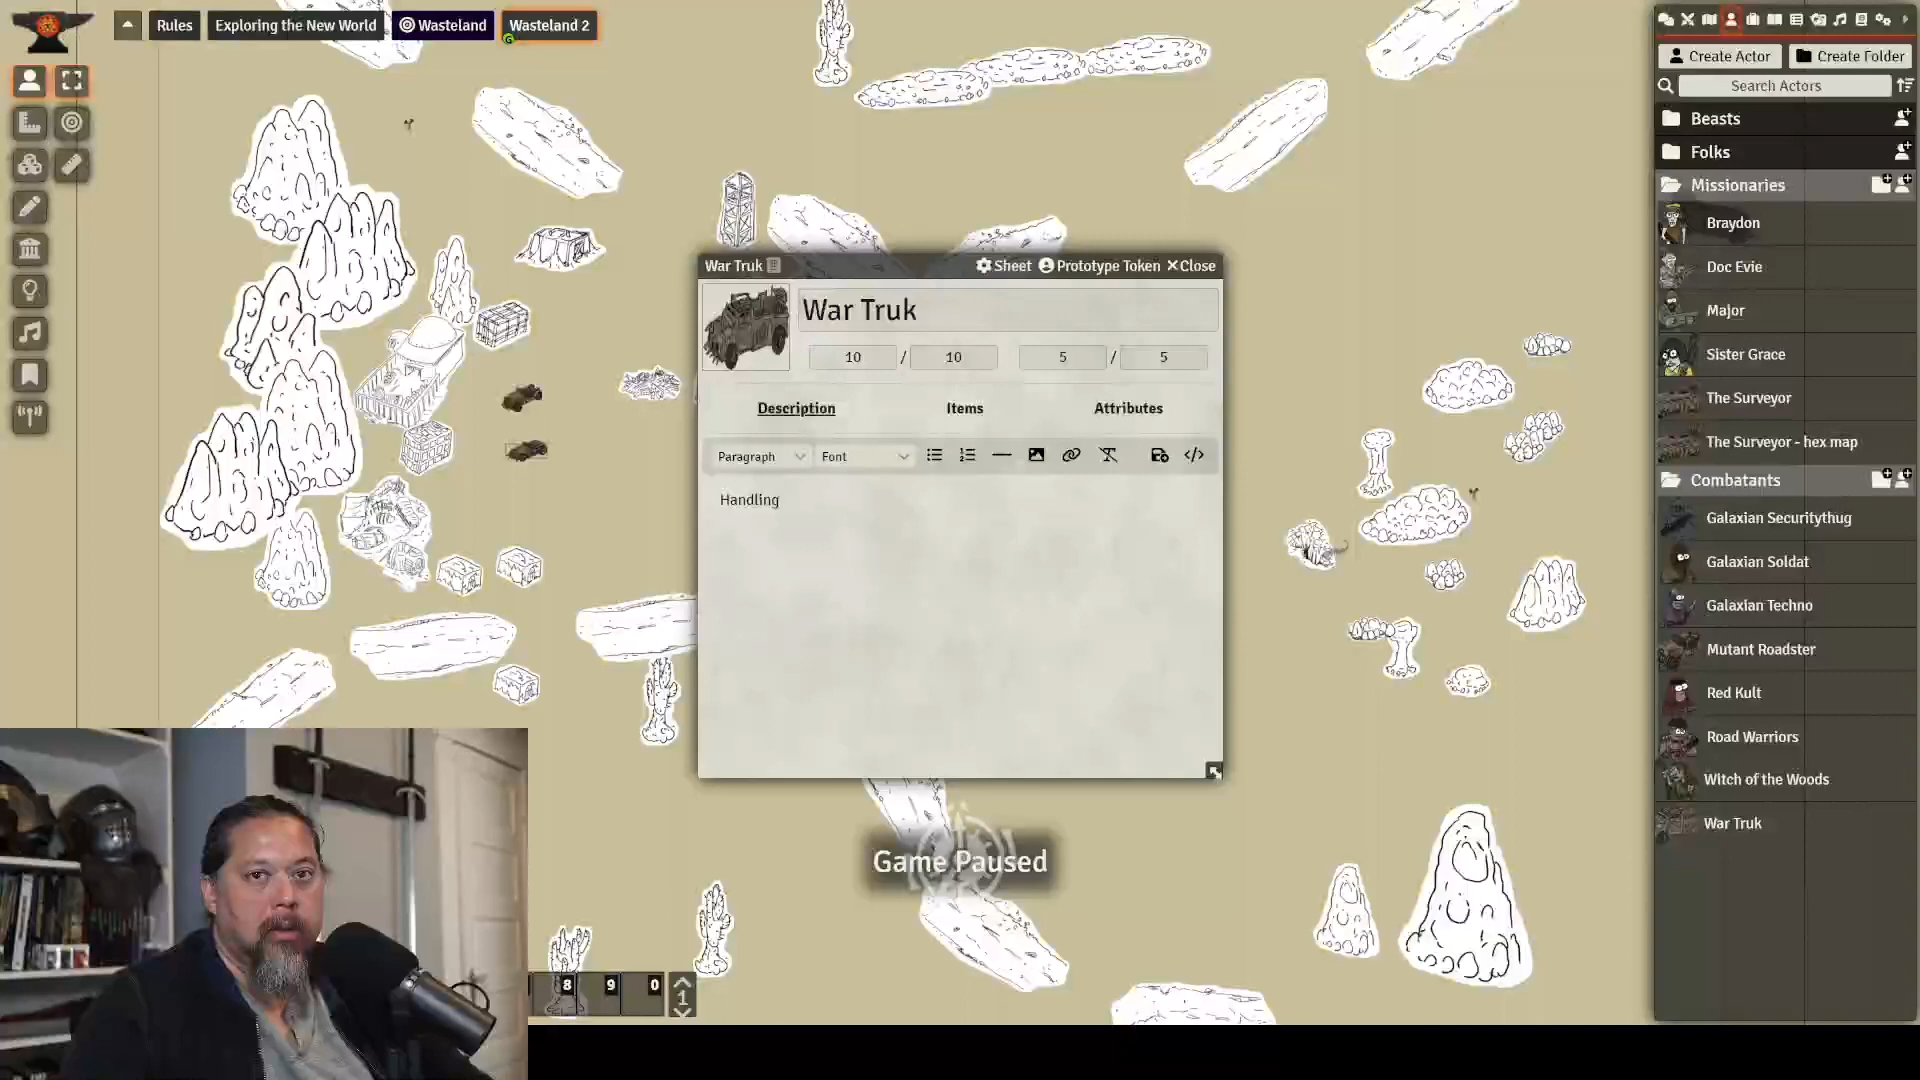 Rules
Exploring the New World
Wasteland
Wasteland 2
G
Create Actor
Create Folder
Search Actors
Beasts
Folks
Missionaries
Braydon
Doc Evie
Major
Sister Grace
The Surveyor
The Surveyor - hex map
Combatants
Galaxian Securitythug
Galaxian Soldat
Galaxian Techno
Mutant Roadster
Red Kult
Road Warriors
Witch of the Woods
War Truk
War Truk
Sheet
Prototype Token
Close
War Truk
10 / 10
5 / 5
Description
Items
Attributes
Paragraph
Font
Handling
Game Paused
8
9
0
1